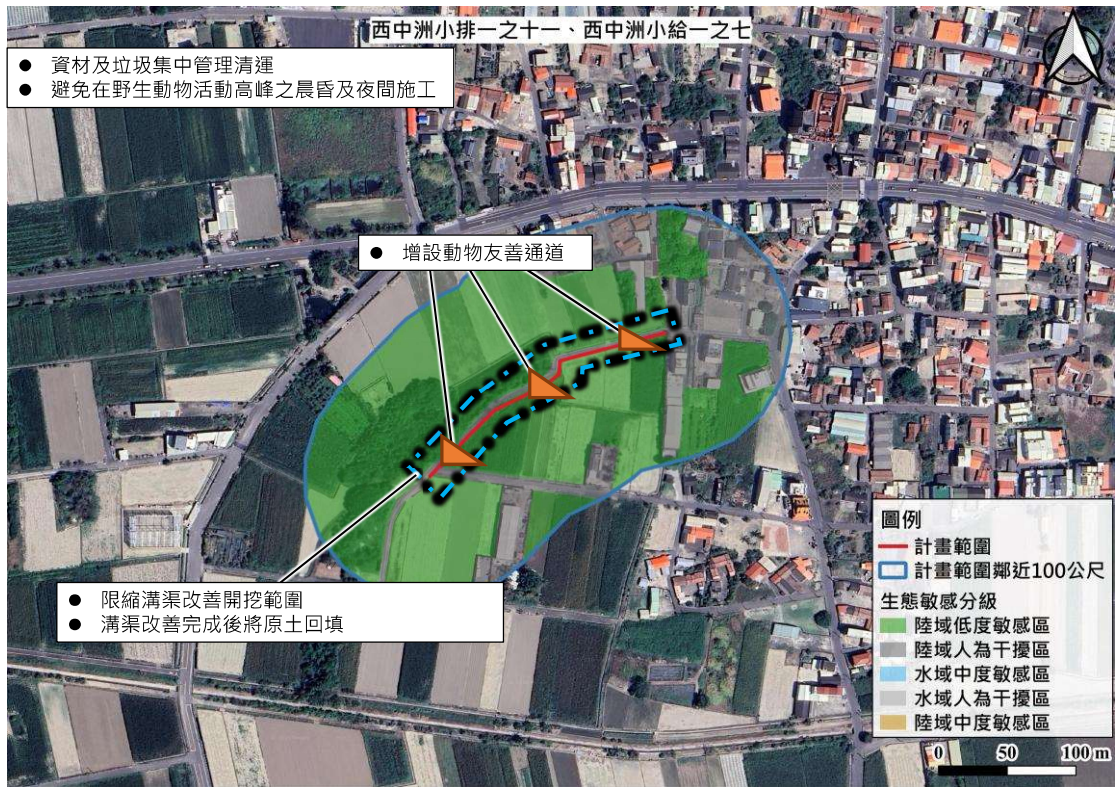 西中洲小排一之十一、西中洲小給一之七
● 資材及垃圾集中管理清運
● 避免在野生動物活動高峰之晨昏及夜間施工
● 增設動物友善通道
● 限縮溝渠改善開挖範圍
● 溝渠改善完成後將原土回填
圖例
計畫範圍
計畫範圍鄰近100公尺
生態敏感分級
陸域低度敏感區
陸域人為干擾區
水域中度敏感區
水域人為干擾區
陸域中度敏感區
0 50 100 m